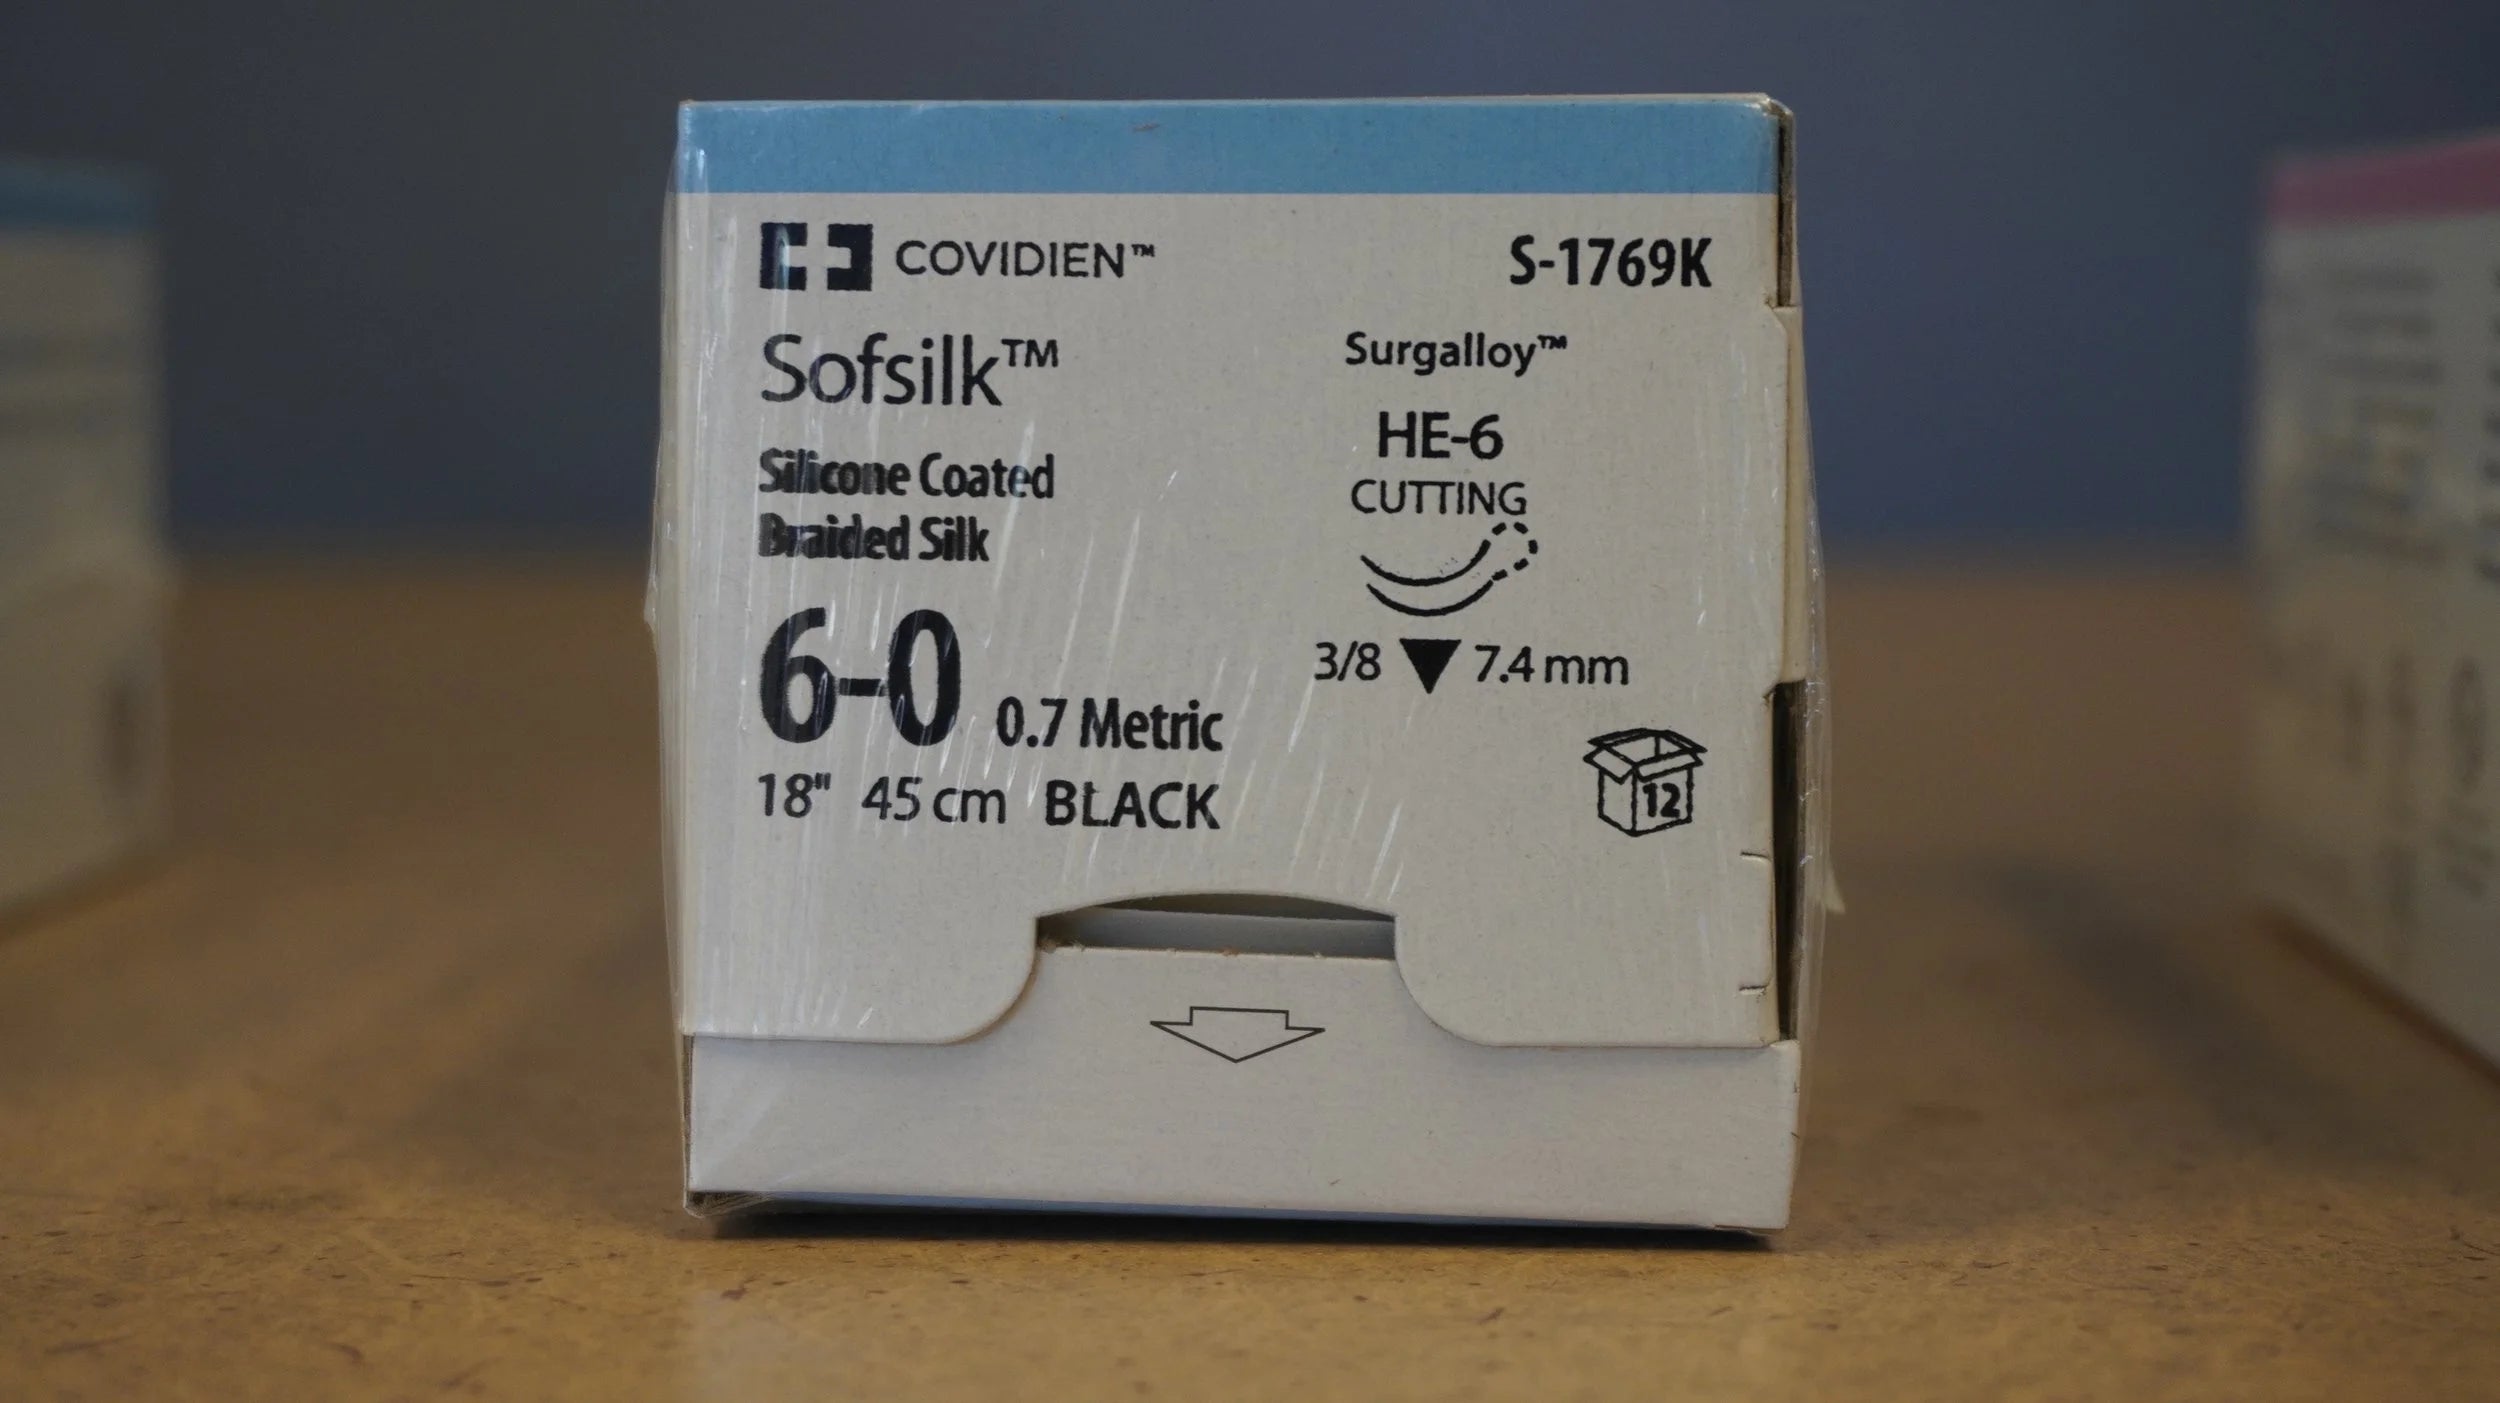 COVIDIEN™
S-1769K
Sofsilk™
Silicone Coated
Braided Silk
6-0 0.7 Metric
18" 45 cm BLACK
Surgalloy™
HE-6
CUTTING
3/8 7.4 mm
12